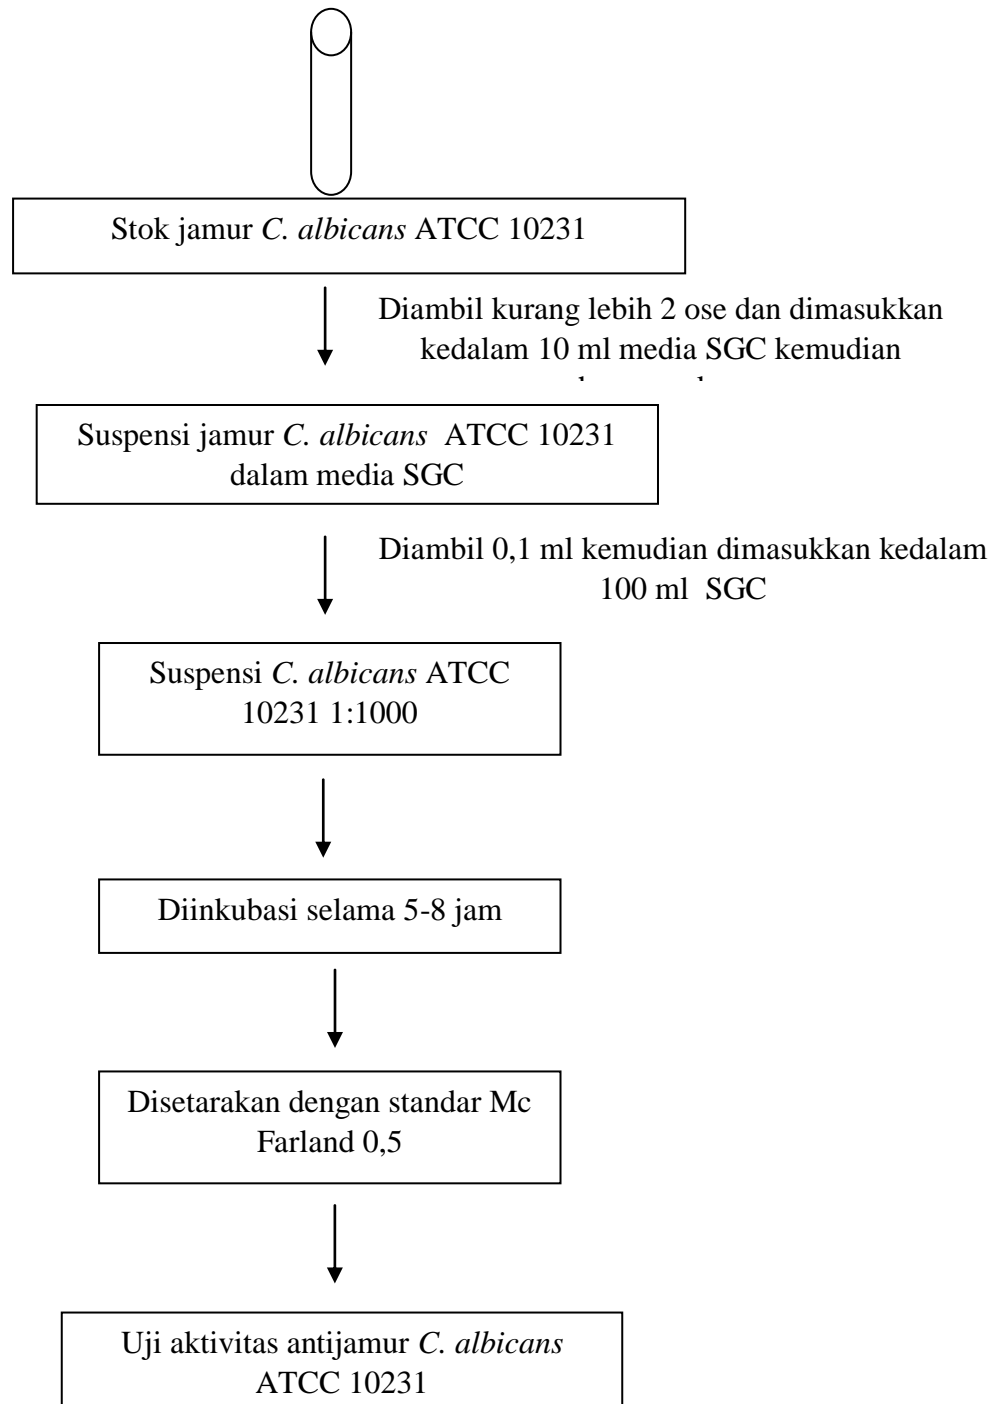 Stok jamur C. albicans ATCC 10231
Diambil kurang lebih 2 ose dan dimasukkan
kedalam 10 ml media SGC kemudian
Suspensi jamur C. albicans ATCC 10231
dalam media SGC
Diambil 0,1 ml kemudian dimasukkan kedalam
100 ml SGC
Suspensi C. albicans ATCC
10231 1:1000
Diinkubasi selama 5-8 jam
Disetarakan dengan standar Mc
Farland 0,5
Uji aktivitas antijamur C. albicans
ATCC 10231